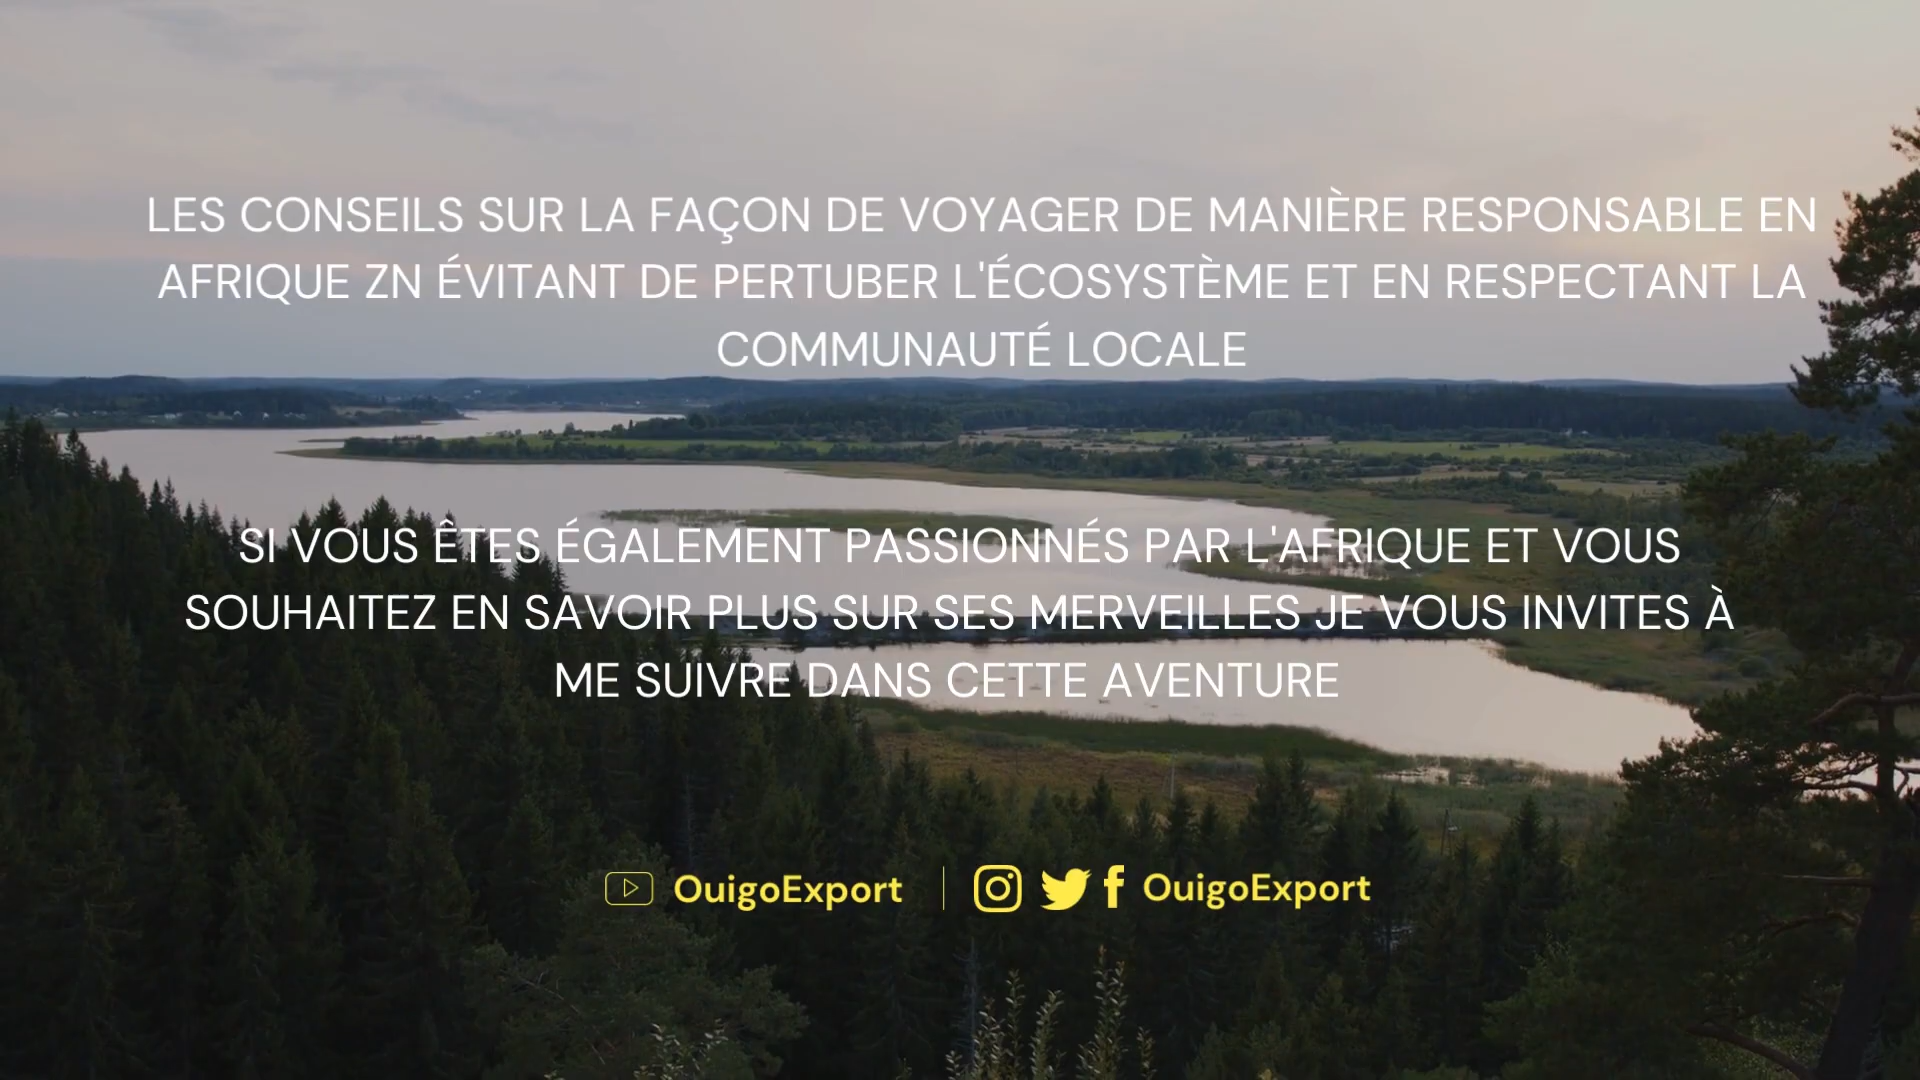 LES CONSEILS SUR LA FAÇON DE VOYAGER DE MANIÈRE RESPONSABLE EN
AFRIQUE ZN ÉVITANT DE PERTUBER L'ÉCOSYSTÈME ET EN RESPECTANT LA
COMMUNAUTÉ LOCALE
SI VOUS ÊTES ÉGALEMENT PASSIONNÉS PAR L'AFRIQUE ET VOUS
SOUHAITEZ EN SAVOIR PLUS SUR SES MERVEILLES JE VOUS INVITES À
ME SUIVRE DANS CETTE AVENTURE
OuigoExport | OuigoExport